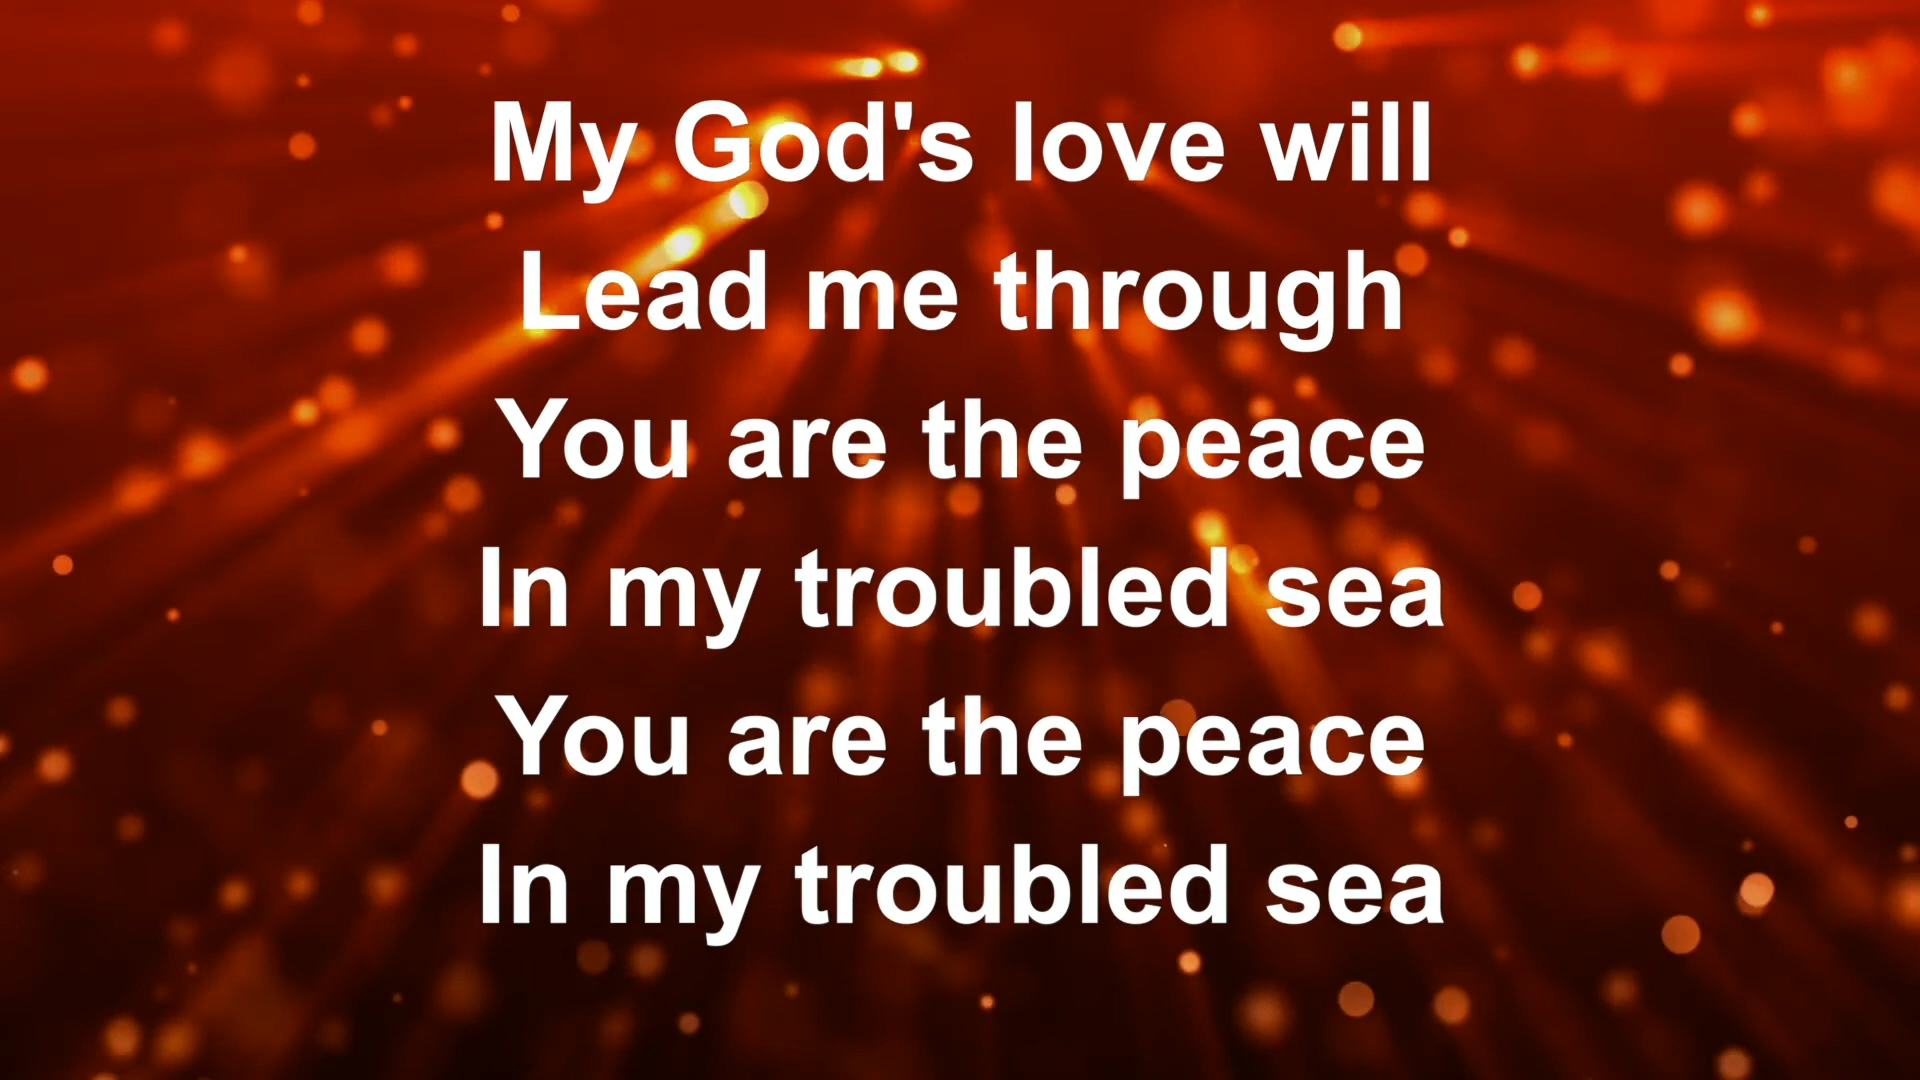 My God's love will
Lead me through
You are the peace
In my troubled sea
You are the peace
In my troubled sea